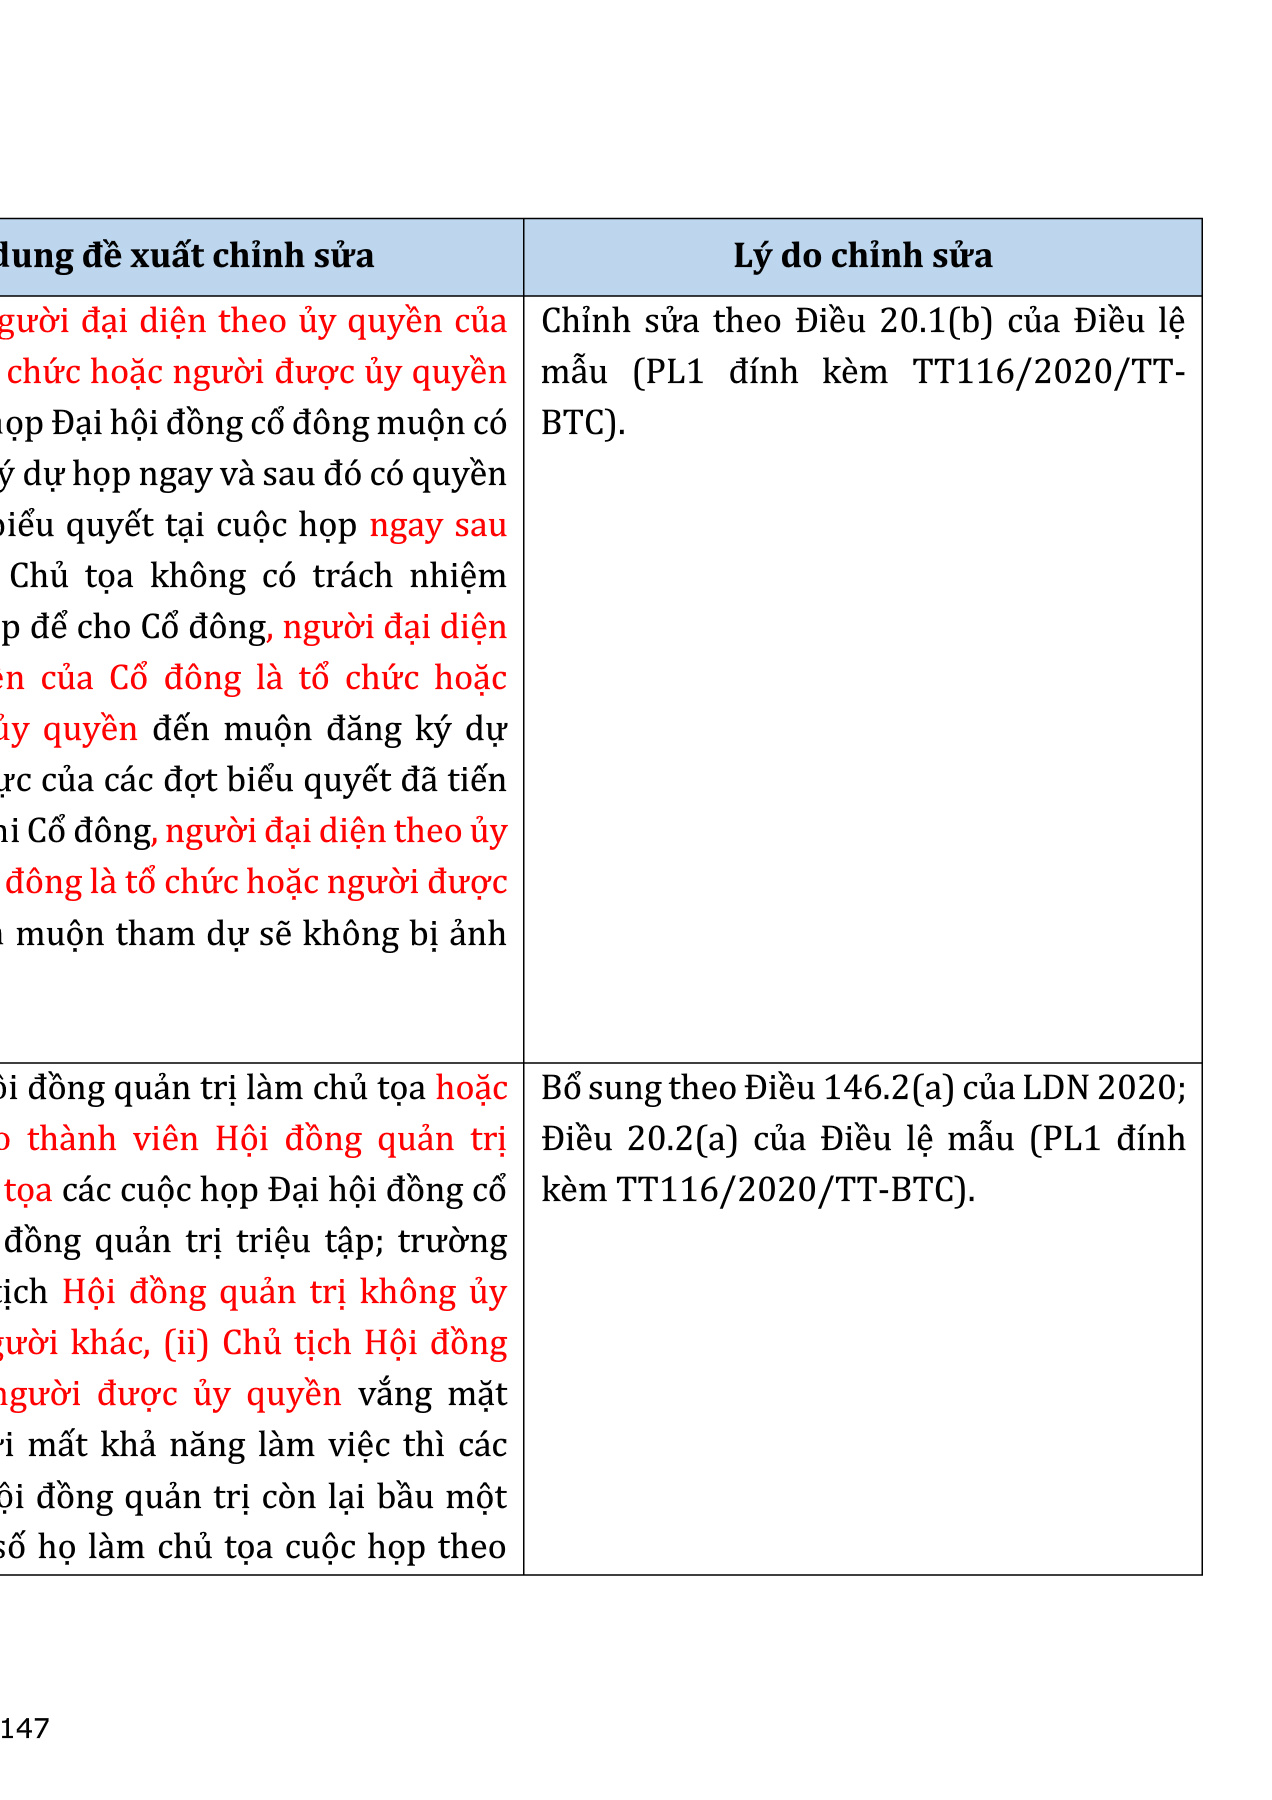 dung đề xuất chỉnh sửa
Lý do chỉnh sửa
gười đại diện theo ủy quyền của
chức hoặc người được ủy quyền
họp Đại hội đồng cổ đông muộn có
ý dự họp ngay và sau đó có quyền
biểu quyết tại cuộc họp ngay sau
Chủ tọa không có trách nhiệm
p để cho Cổ đông, người đại diện
ền của Cổ đông là tổ chức hoặc
ủy quyền đến muộn đăng ký dự
ực của các đợt biểu quyết đã tiến
hi Cổ đông, người đại diện theo ủy
đông là tổ chức hoặc người được
muộn tham dự sẽ không bị ảnh
Chỉnh sửa theo Điều 20.1(b) của Điều lệ
mẫu (PL1 đính kèm TT116/2020/TT-
BTC).
ội đồng quản trị làm chủ tọa hoặc
o thành viên Hội đồng quản trị
tọa các cuộc họp Đại hội đồng cổ
đồng quản trị triệu tập; trường
tịch Hội đồng quản trị không ủy
gười khác, (ii) Chủ tịch Hội đồng
người được ủy quyền vắng mặt
ời mất khả năng làm việc thì các
ội đồng quản trị còn lại bầu một
số họ làm chủ tọa cuộc họp theo
Bổ sung theo Điều 146.2(a) của LDN 2020;
Điều 20.2(a) của Điều lệ mẫu (PL1 đính
kèm TT116/2020/TT-BTC).
147